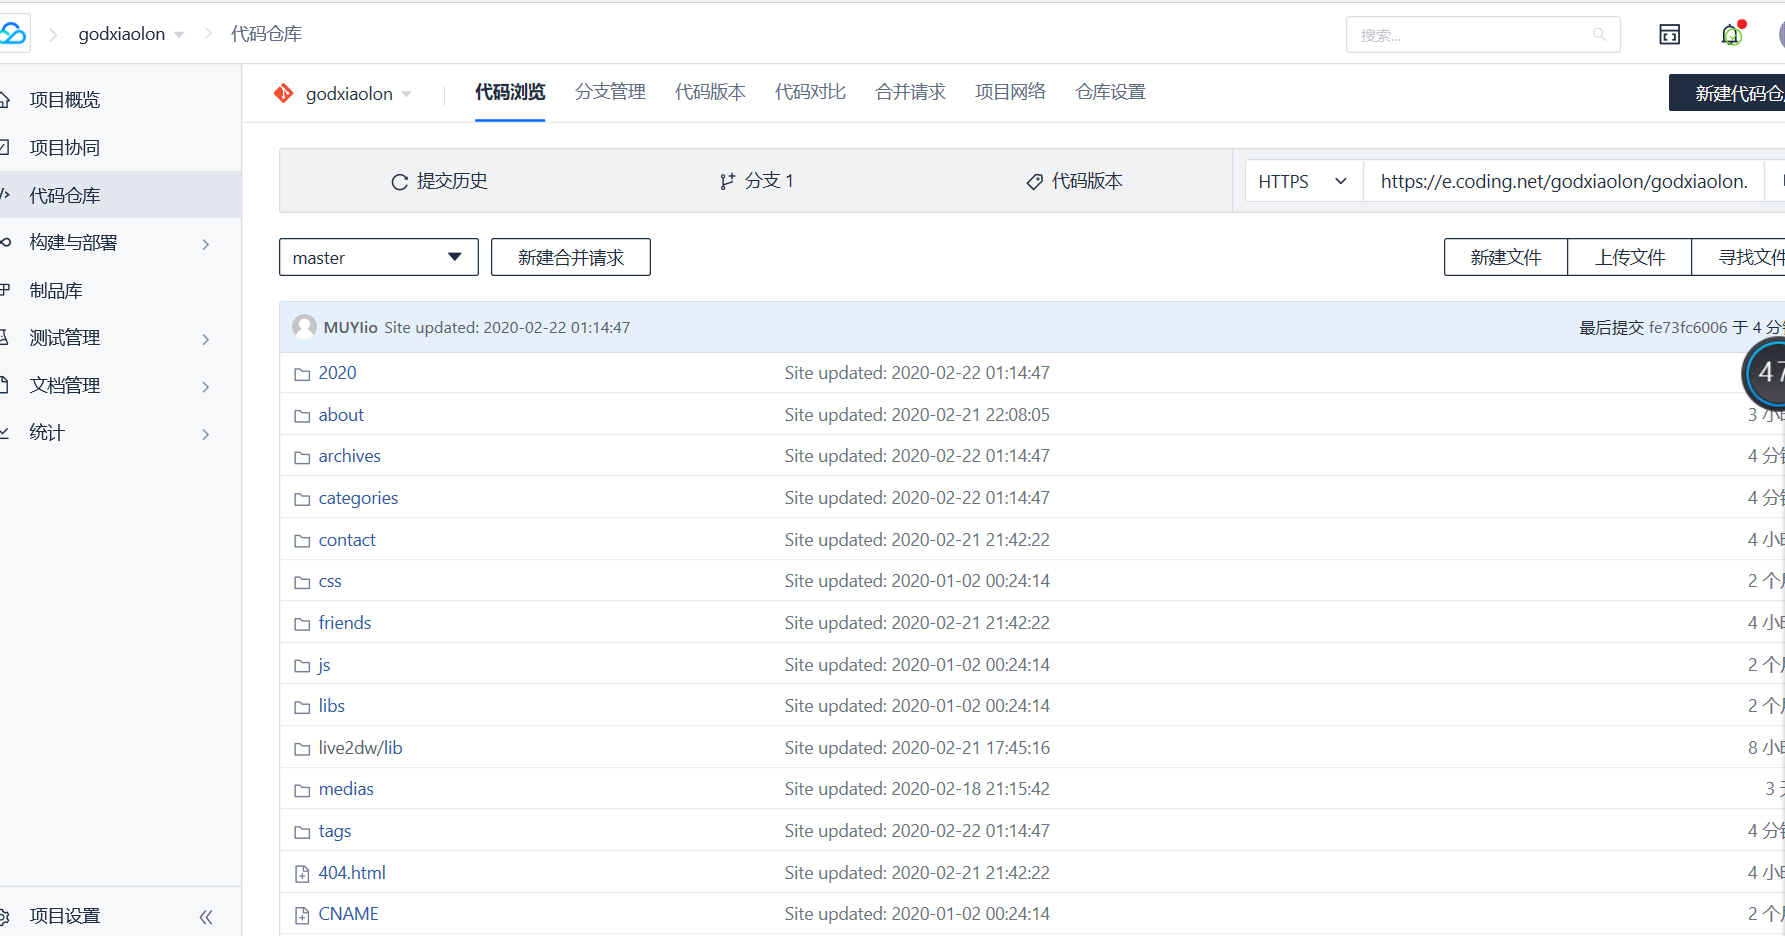 godxiaolon 代码仓库 搜索...
godxiaolon 代码浏览 分支管理 代码版本 代码对比 合并请求 项目网络 仓库设置 新建代码仓
项目概览
项目协同
代码仓库
构建与部署
制品库
测试管理
文档管理
统计
项目设置
提交历史 分支 1 代码版本 HTTPS https://e.coding.net/godxiaolon/godxiaolon.
master 新建合并请求 新建文件 上传文件 寻找文件
MUYIio Site updated: 2020-02-22 01:14:47 最后提交 fe73fc6006 于 4 分
47
2020 Site updated: 2020-02-22 01:14:47
about Site updated: 2020-02-21 22:08:05 3 小
archives Site updated: 2020-02-22 01:14:47 4 分
categories Site updated: 2020-02-22 01:14:47 4 分
contact Site updated: 2020-02-21 21:42:22 4 小
css Site updated: 2020-01-02 00:24:14 2 个
friends Site updated: 2020-02-21 21:42:22 4 小
js Site updated: 2020-01-02 00:24:14 2 个
libs Site updated: 2020-01-02 00:24:14 2 个
live2dw/lib Site updated: 2020-02-21 17:45:16 8 小
medias Site updated: 2020-02-18 21:15:42 3
tags Site updated: 2020-02-22 01:14:47 4 分
404.html Site updated: 2020-02-21 21:42:22 4 小
CNAME Site updated: 2020-01-02 00:24:14 2 个